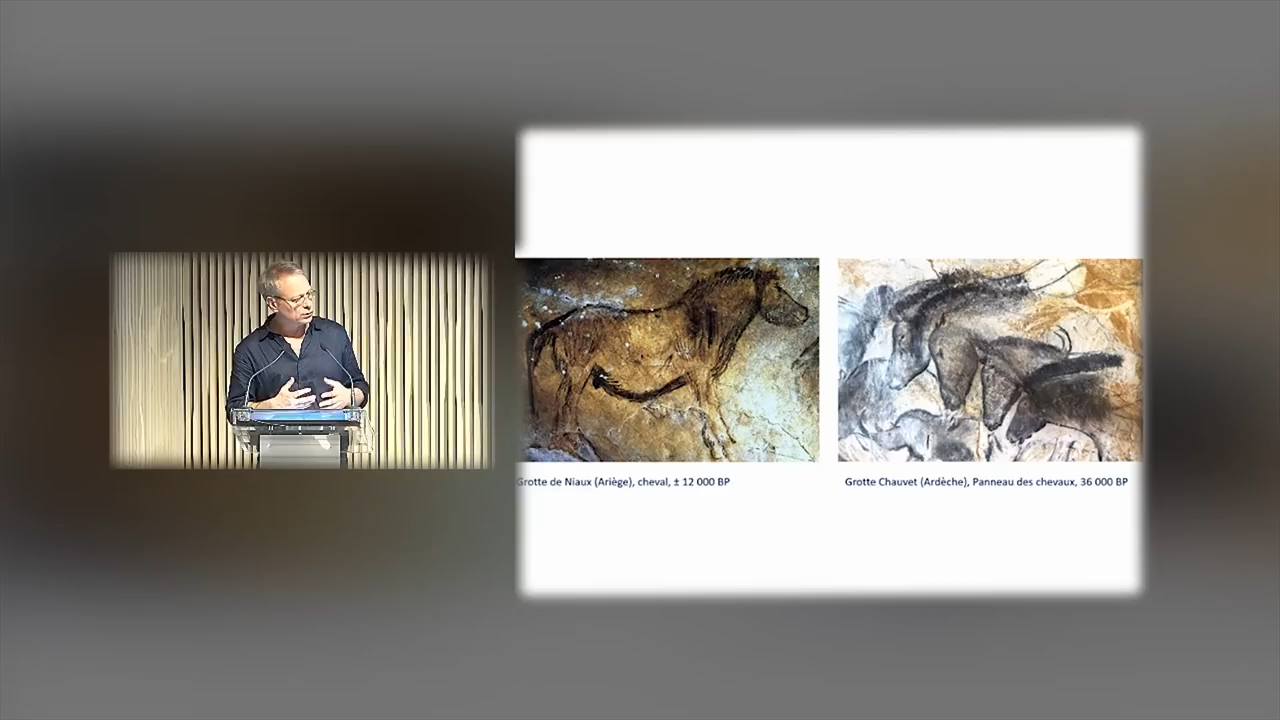 Grotte de Niaux (Ariège), cheval, ± 12 000 BP
Grotte Chauvet (Ardèche), Panneau des chevaux, 36 000 BP